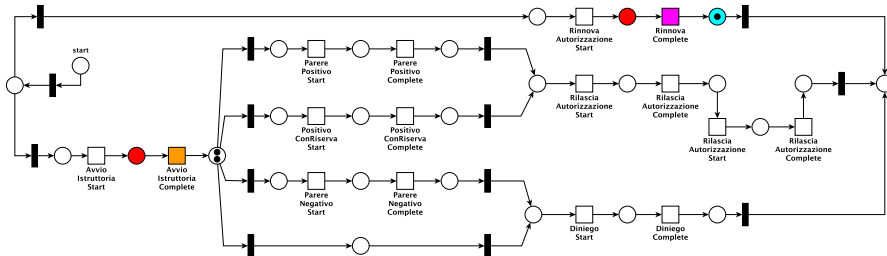 start
Rinnova
Autorizzazione
Start
Rinnova
Complete
Parere
Positivo
Start
Parere
Positivo
Complete
Rilascia
Autorizzazione
Start
Rilascia
Autorizzazione
Complete
Positivo
ConRiserva
Start
Positivo
ConRiserva
Complete
Rilascia
Autorizzazione
Start
Rilascia
Autorizzazione
Complete
Avvio
Istruttoria
Start
Avvio
Istruttoria
Complete
Parere
Negativo
Start
Parere
Negativo
Complete
Diniego
Start
Diniego
Complete